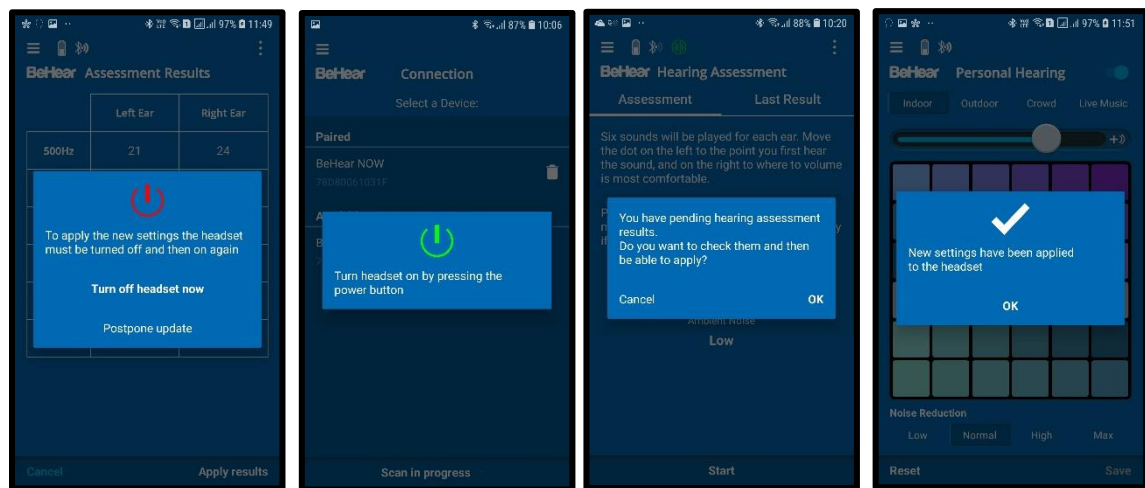 97% 11:49
BeHear Assessment Results
Left Ear Right Ear
500Hz 21 24
To apply the new settings the headset
must be turned off and then on again
Turn off headset now
Postpone update
Cancel Apply results
87% 10:06
BeHear Connection
Select a Device:
Paired
BeHear NOW
78D80061031F
Turn headset on by pressing the
power button
Scan in progress
88% 10:20
BeHear Hearing Assessment
Assessment Last Result
Six sounds will be played for each ear. Move
the dot on the left to the point you first hear
the sound, and on the right to where to volume
is most comfortable.
You have pending hearing assessment
results.
Do you want to check them and then
be able to apply?
Cancel OK
Ambient Noise
Low
Start
97% 11:51
BeHear Personal Hearing
Indoor Outdoor Crowd Live Music
New settings have been applied
to the headset
OK
Noise Reduction
Low Normal High Max
Reset Save